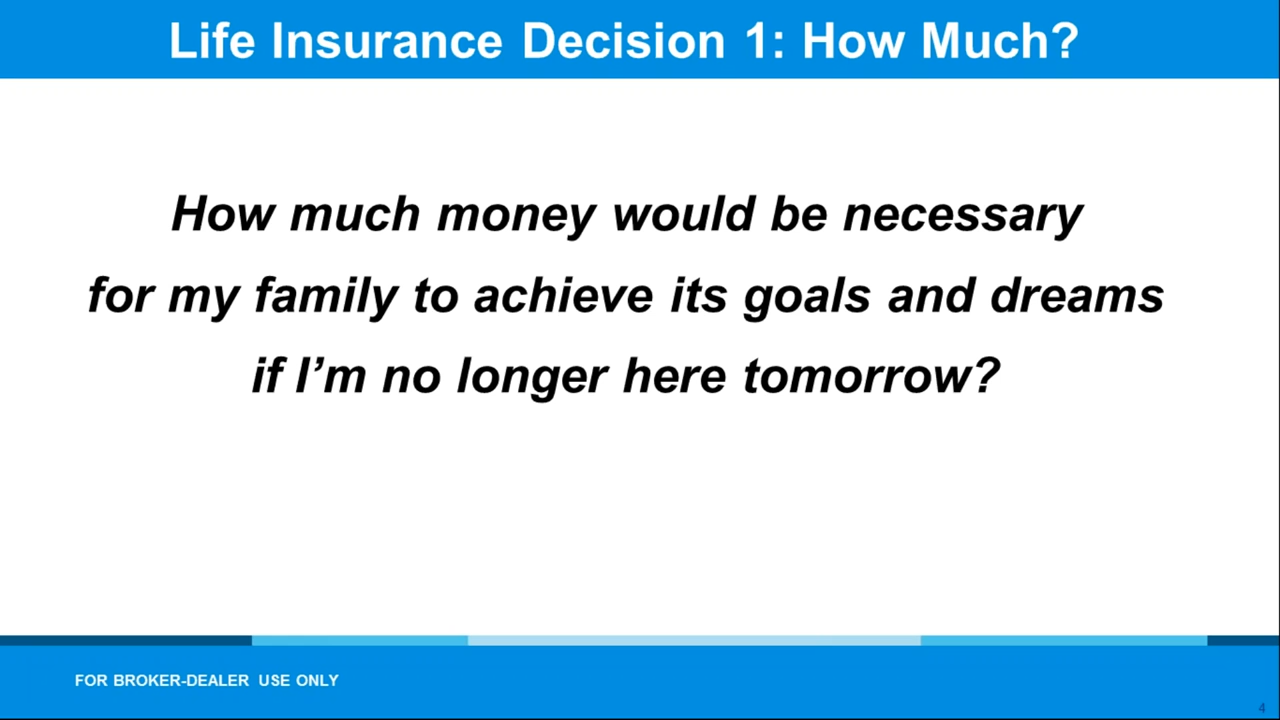 Life Insurance Decision 1: How Much?
How much money would be necessary
for my family to achieve its goals and dreams
if I’m no longer here tomorrow?
FOR BROKER-DEALER USE ONLY
4